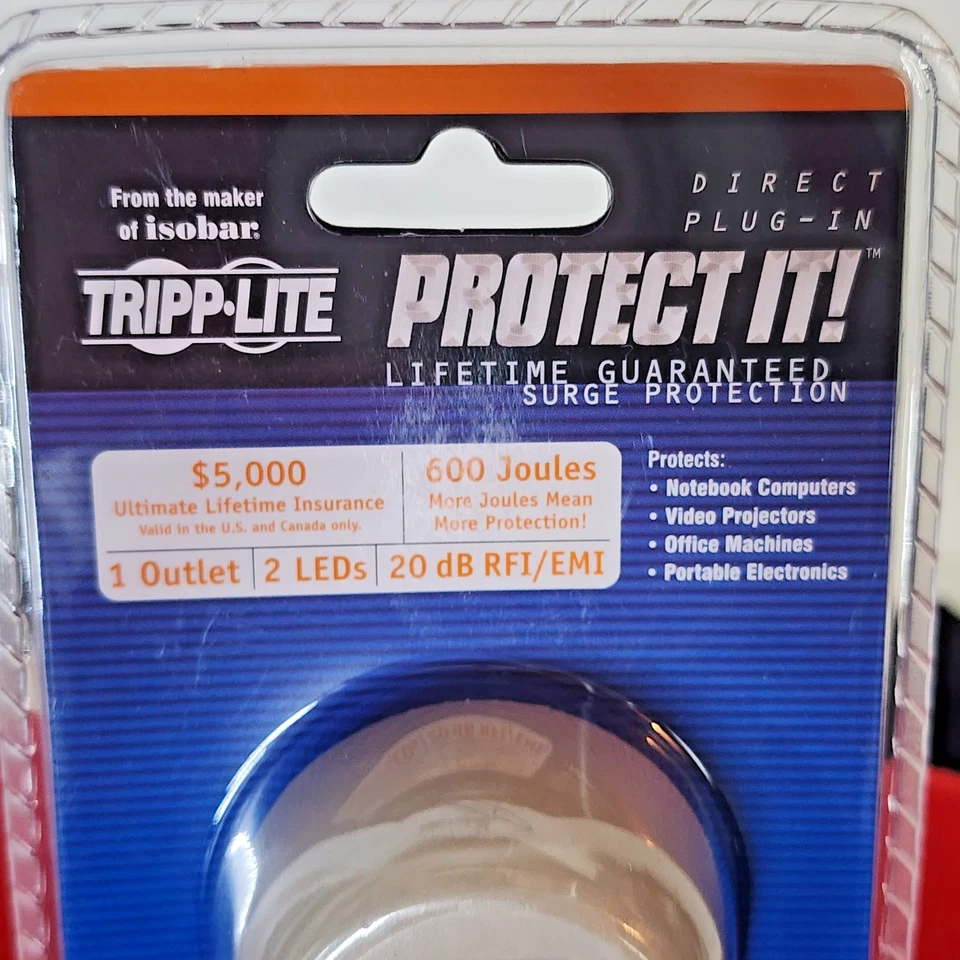 From the maker
of isobar®
TRIPP·LITE
DIRECT
PLUG-IN
PROTECT IT!™
LIFETIME GUARANTEED
SURGE PROTECTION
$5,000
Ultimate Lifetime Insurance
Valid in the U.S. and Canada only.
600 Joules
More Joules Mean
More Protection!
1 Outlet
2 LEDs
20 dB RFI/EMI
Protects:
• Notebook Computers
• Video Projectors
• Office Machines
• Portable Electronics